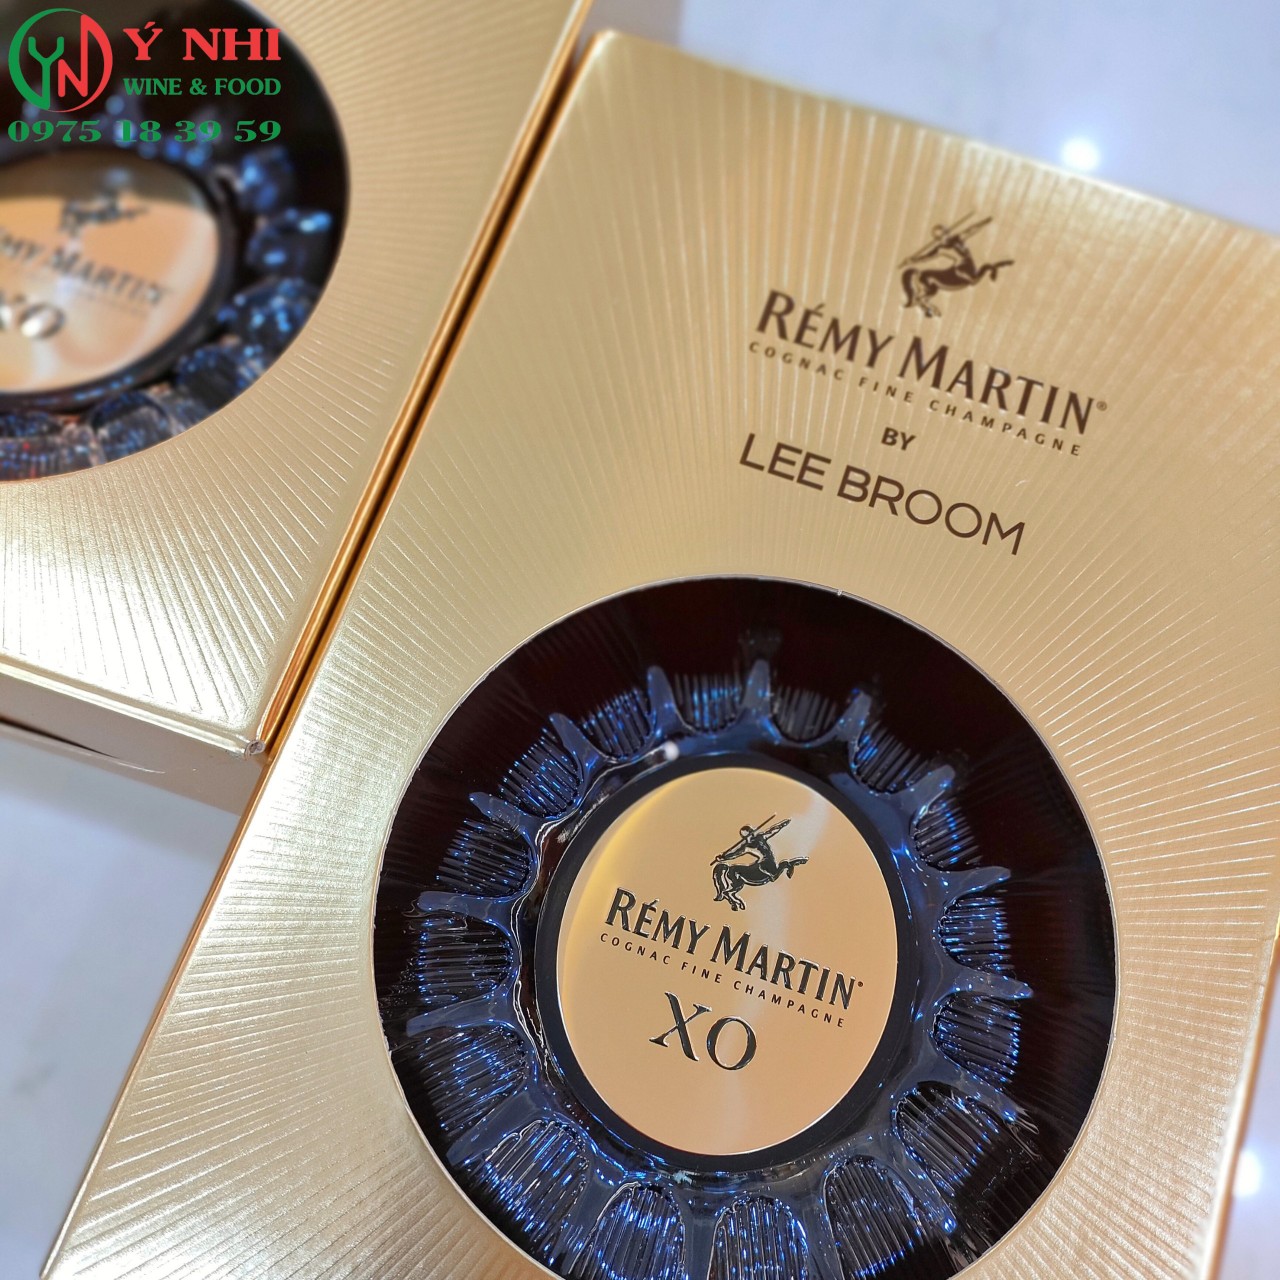 YN
Ý NHI
WINE & FOOD
0975 18 39 59
RÉMY MARTIN
XO
RÉMY MARTIN®
COGNAC FINE CHAMPAGNE
BY
LEE BROOM
RÉMY MARTIN®
COGNAC FINE CHAMPAGNE
XO